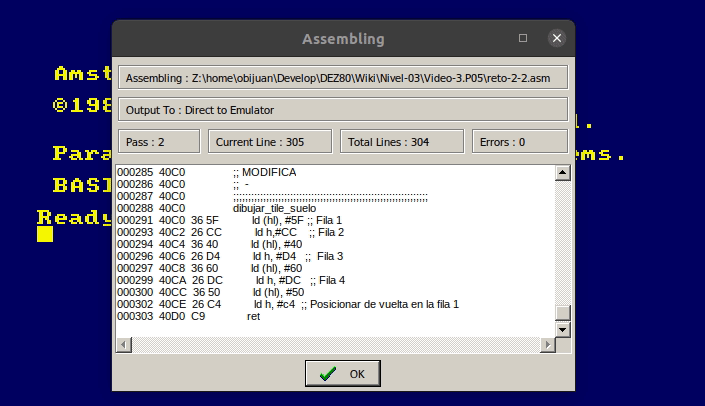 Assembling
Amst
©198
.
Para
ems.
BASI
Ready
Assembling : Z:\home\obijuan\Develop\DEZ80\Wiki\Nivel-03\Video-3.P05\reto-2-2.asm
Output To : Direct to Emulator
Pass : 2
Current Line : 305
Total Lines : 304
Errors : 0
000285 40C0 ;; MODIFICA
000286 40C0 ;; -
000287 40C0 ;;;;;;;;;;;;;;;;;;;;;;;;;;;;;;;;;;;;;;;;;;;;;;;;;;;;;;;;;;;;;;;;;
000288 40C0 dibujar_tile_suelo
000291 40C0 36 5F ld (hl), #5F ;; Fila 1
000293 40C2 26 CC ld h,#CC ;; Fila 2
000294 40C4 36 40 ld (hl), #40
000296 40C6 26 D4 ld h, #D4 ;; Fila 3
000297 40C8 36 60 ld (hl), #60
000299 40CA 26 DC ld h, #DC ;; Fila 4
000300 40CC 36 50 ld (hl), #50
000302 40CE 26 C4 ld h, #c4 ;; Posicionar de vuelta en la fila 1
000303 40D0 C9 ret
OK